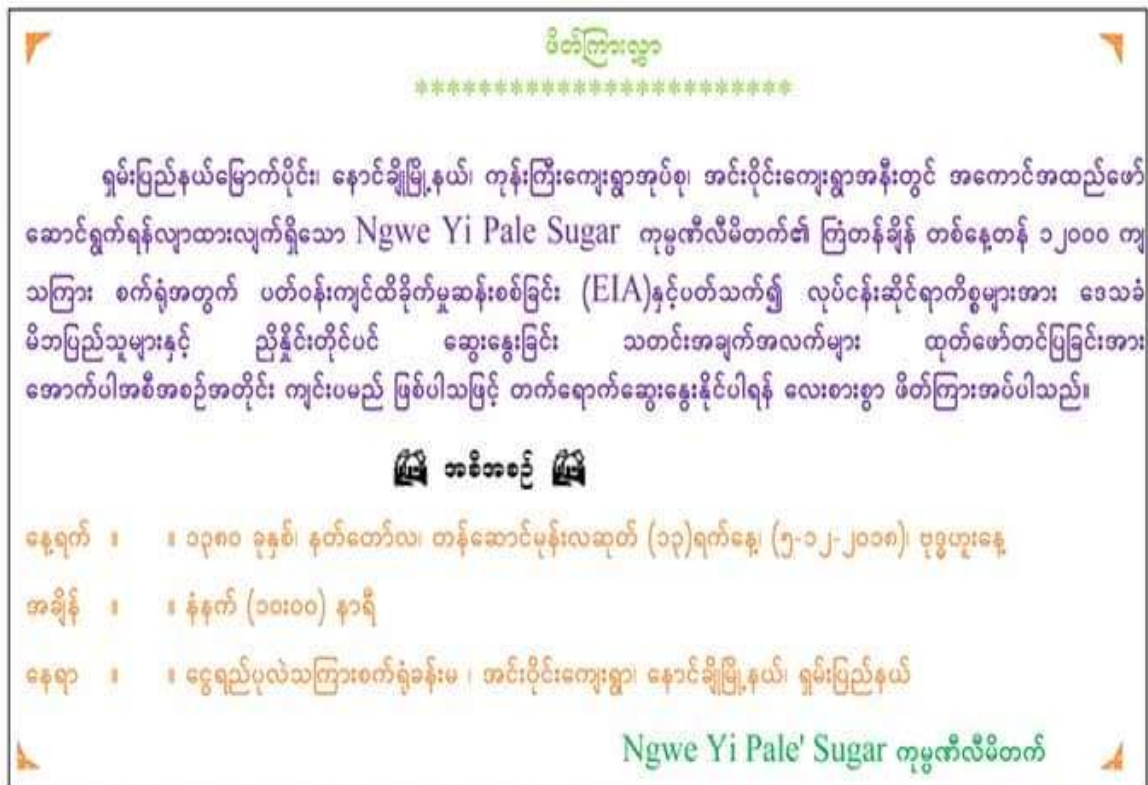 ဖိတ်ကြားလွှာ
************************
ရှမ်းပြည်နယ်မြောက်ပိုင်း၊ နောင်ချိုမြို့နယ်၊ ကုန်းကြီးကျေးရွာအုပ်စု၊ အင်းဝိုင်းကျေးရွာအနီးတွင် အကောင်အထည်ဖော်
ဆောင်ရွက်ရန်လျာထားလျက်ရှိသော Ngwe Yi Pale Sugar ကုမ္ပဏီလီမိတက်၏ ကြံတန်ချိန် တစ်နေ့တန် ၁၂၀၀၀ ကျ
သကြား စက်ရုံအတွက် ပတ်ဝန်းကျင်ထိခိုက်မှုဆန်းစစ်ခြင်း (EIA)နှင့်ပတ်သက်၍ လုပ်ငန်းဆိုင်ရာကိစ္စများအား ဒေသခံ
မိဘပြည်သူများနှင့် ညှိနှိုင်းတိုင်ပင် ဆွေးနွေးခြင်း သတင်းအချက်အလက်များ ထုတ်ဖော်တင်ပြခြင်းအား
အောက်ပါအစီအစဉ်အတိုင်း ကျင်းပမည် ဖြစ်ပါသဖြင့် တက်ရောက်ဆွေးနွေးနိုင်ပါရန် လေးစားစွာ ဖိတ်ကြားအပ်ပါသည်။
အစီအစဉ်
နေ့ရက် ။ ။ ၁၃၈၀ ခုနှစ်၊ နတ်တော်လ၊ တန်ဆောင်မုန်းလဆုတ် (၁၃)ရက်နေ့၊ (၅-၁၂-၂၀၁၈)၊ ဗုဒ္ဓဟူးနေ့
အချိန် ။ ။ နံနက် (၁၀း၀၀) နာရီ
နေရာ ။ ။ ငွေရည်ပုလဲသကြားစက်ရုံခန်းမ ၊ အင်းဝိုင်းကျေးရွာ၊ နောင်ချိုမြို့နယ်၊ ရှမ်းပြည်နယ်
Ngwe Yi Pale' Sugar ကုမ္ပဏီလီမိတက်